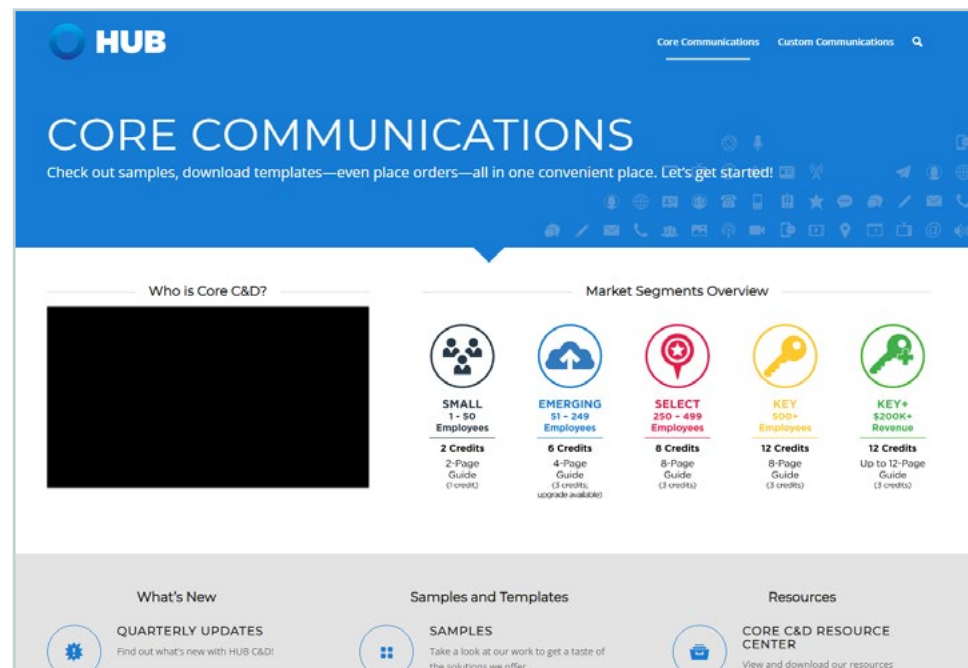 HUB
Core Communications Custom Communications
CORE COMMUNICATIONS
Check out samples, download templates—even place orders—all in one convenient place. Let's get started!
Who is Core C&D?
Market Segments Overview
SMALL
1 - 50
Employees
2 Credits
2-Page
Guide
(1 credit)
EMERGING
51 – 249
Employees
6 Credits
4-Page
Guide
(3 credits;
upgrade available)
SELECT
250 – 499
Employees
8 Credits
8-Page
Guide
(3 credits)
KEY
500+
Employees
12 Credits
8-Page
Guide
(3 credits)
KEY+
$200K+
Revenue
12 Credits
Up to 12-Page
Guide
(3 credits)
What's New
QUARTERLY UPDATES
Find out what's new with HUB C&D!
Samples and Templates
SAMPLES
Take a look at our work to get a taste of
the solutions we offer
Resources
CORE C&D RESOURCE
CENTER
View and download our resources